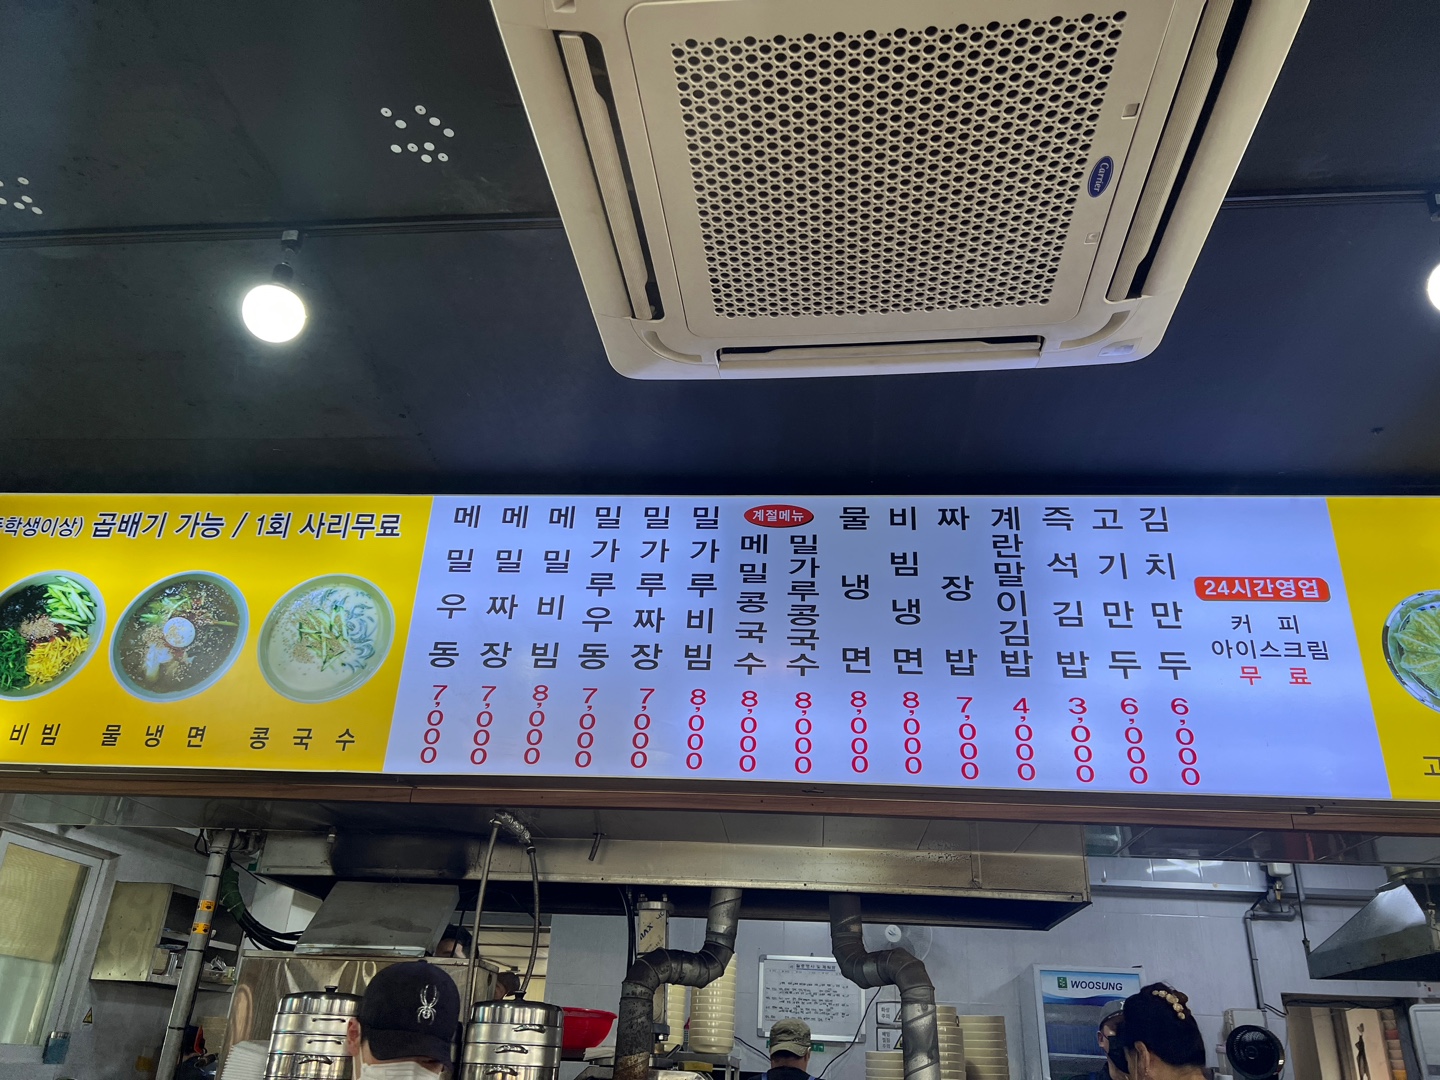 학생이상) 곱배기 가능 / 1회 사리무료
비빔
물냉면
콩국수
메밀우동 7,000
메밀짜장 7,000
메밀비빔 8,000
밀가루우동 7,000
밀가루짜장 7,000
밀가루비빔 8,000
계절메뉴
메밀콩국수 8,000
밀가루콩국수 8,000
물냉면 8,000
비빔냉면 8,000
짜장밥 7,000
계란말이김밥 4,000
즉석김밥 3,000
고기만두 6,000
김치만두 6,000
24시간영업
커피
아이스크림
무료
고
Carrier
WOOSUNG